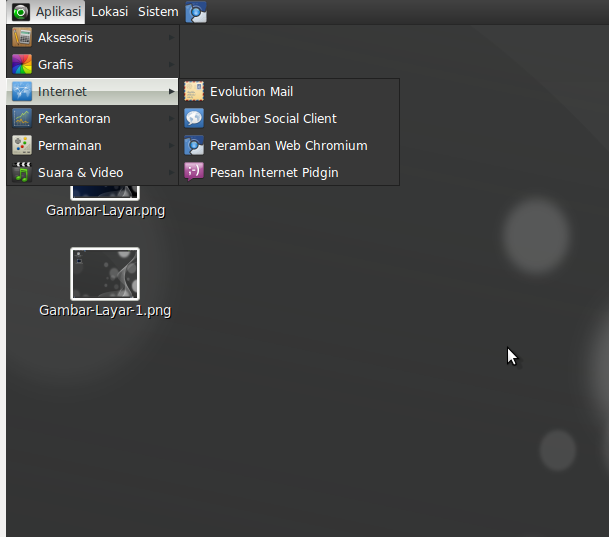 Aplikasi Lokasi Sistem
Aksesoris
Grafis
Internet
Perkantoran
Permainan
Suara & Video
Evolution Mail
Gwibber Social Client
Peramban Web Chromium
Pesan Internet Pidgin
Gambar-Layar.png
Gambar-Layar-1.png